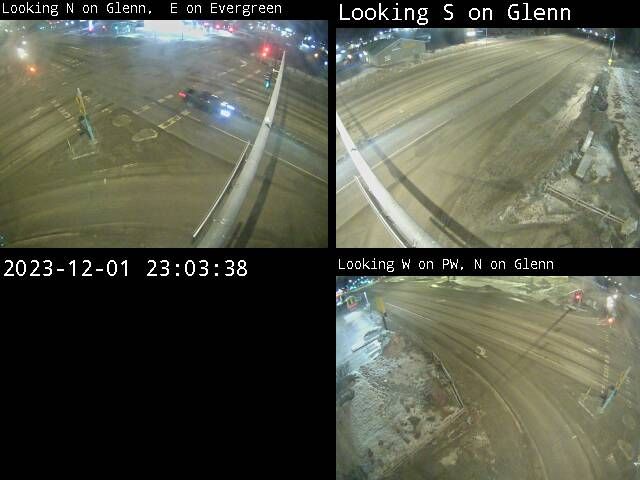 Looking N on Glenn,  E on Evergreen
Looking S on Glenn
2023-12-01 23:03:38
Looking W on PW, N on Glenn